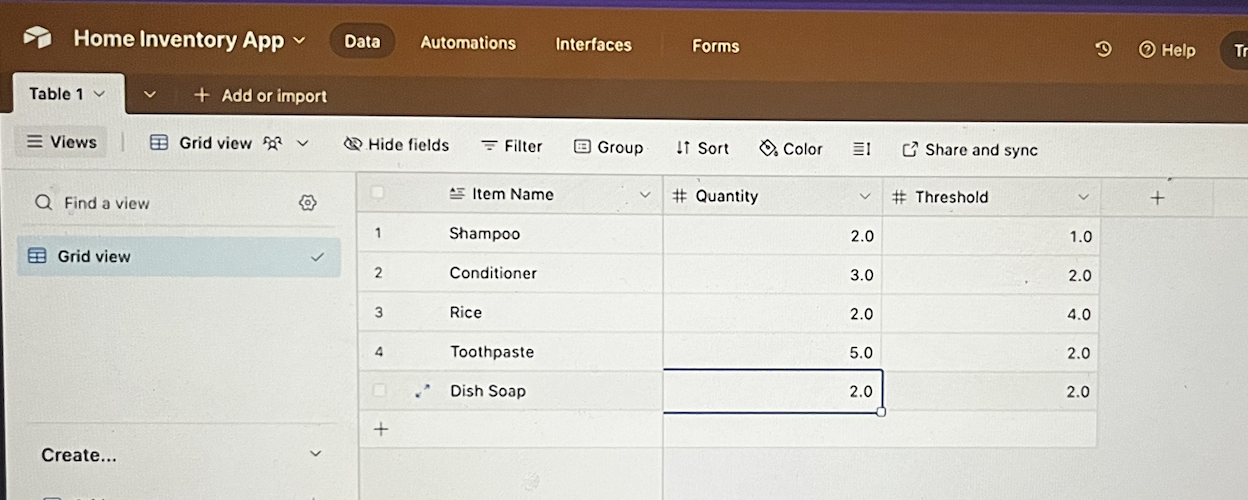 Home Inventory App Data Automations Interfaces Forms Help
Table 1 Add or import
Views Grid view Hide fields Filter Group Sort Color Share and sync
Find a view
Grid view
Create...
Item Name Quantity Threshold
1 Shampoo 2.0 1.0
2 Conditioner 3.0 2.0
3 Rice 2.0 4.0
4 Toothpaste 5.0 2.0
Dish Soap 2.0 2.0